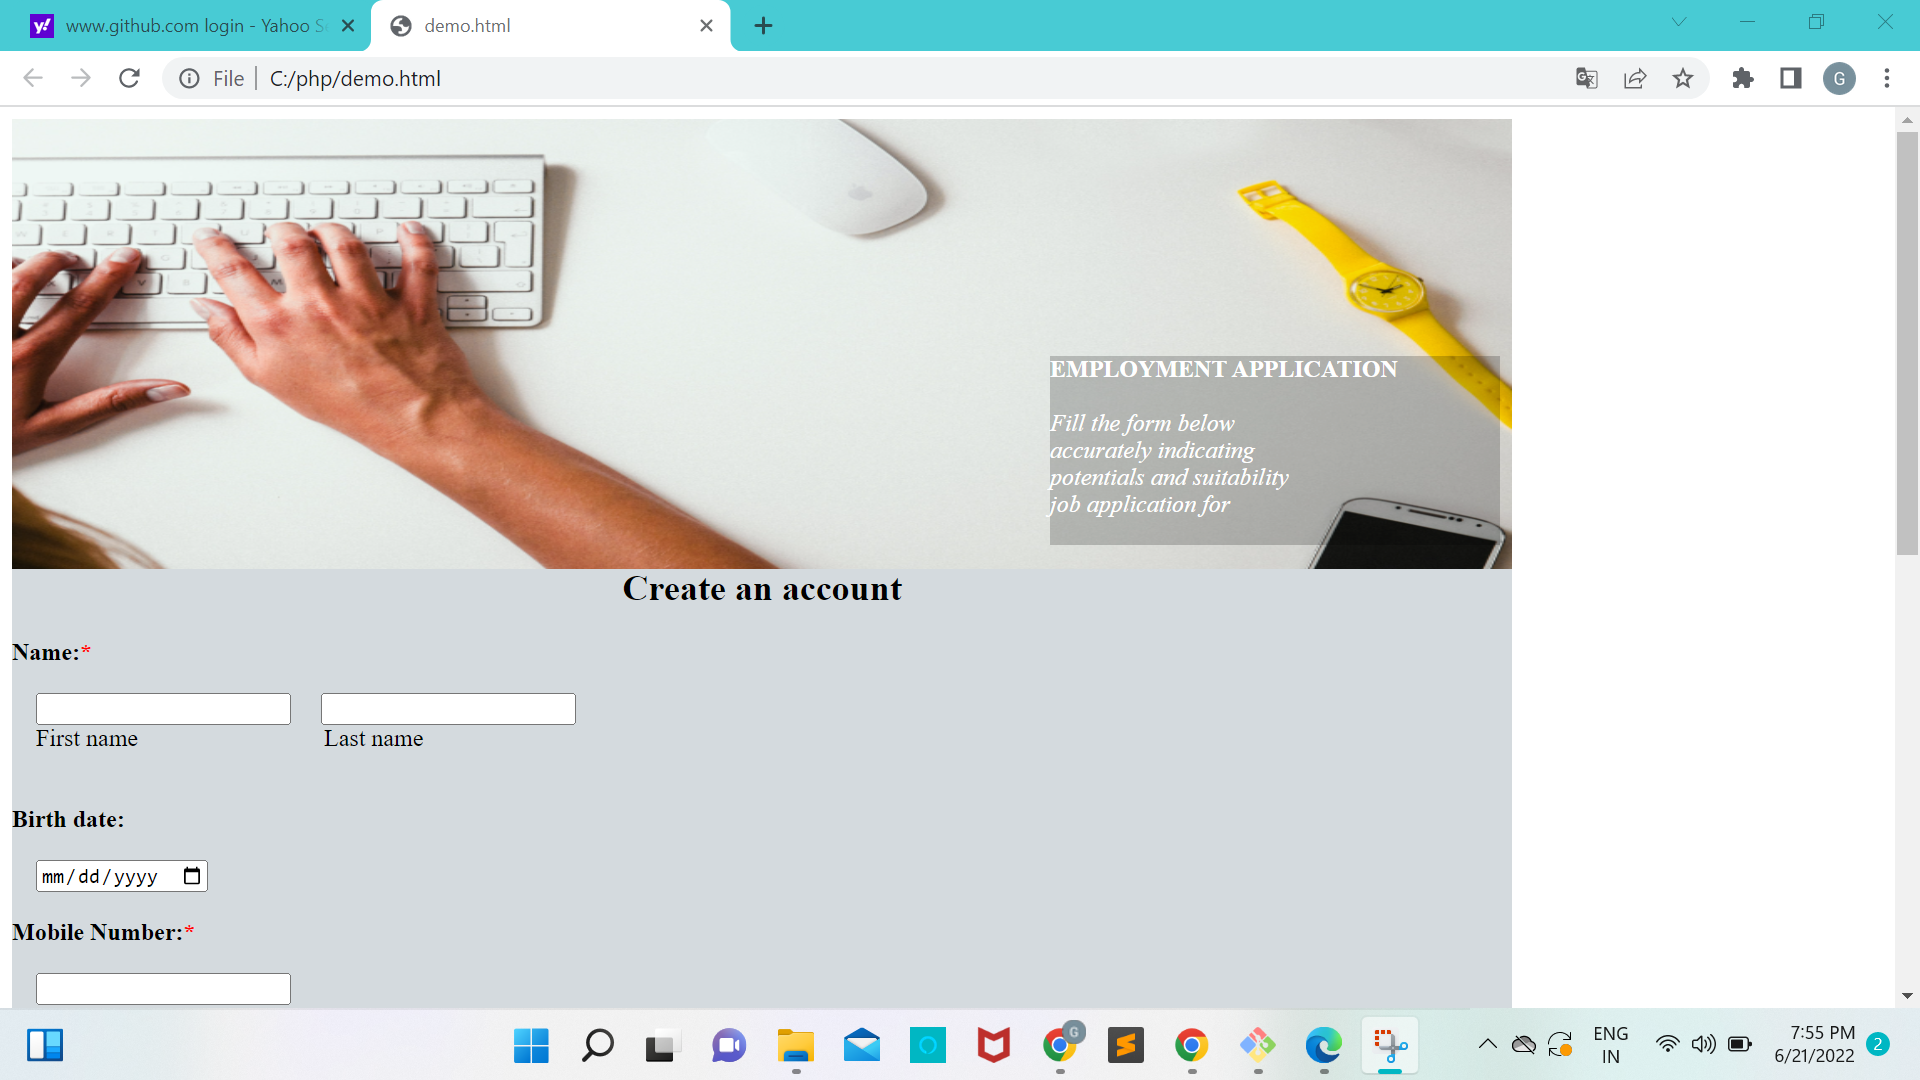 www.github.com login - Yahoo S
demo.html
File
C:/php/demo.html
G
EMPLOYMENT APPLICATION
Fill the form below
accurately indicating
potentials and suitability
job application for
Create an account
Name:*
First name
Last name
Birth date:
mm/dd/yyyy
Mobile Number:*
G
ENG
IN
7:55 PM
6/21/2022
2